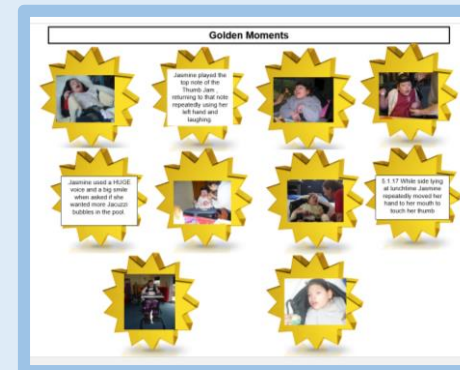 Golden Moments
Jasmine played the
top note of the
Thumb Jam ,
returning to that note
repeatedly using her
left hand and
laughing.
Jasmine used a HUGE
voice and a big smile
when asked if she
wanted more Jacuzzi
bubbles in the pool.
5.1.17 While side lying
at lunchtime Jasmine
repeatedly moved her
hand to her mouth to
touch her thumb